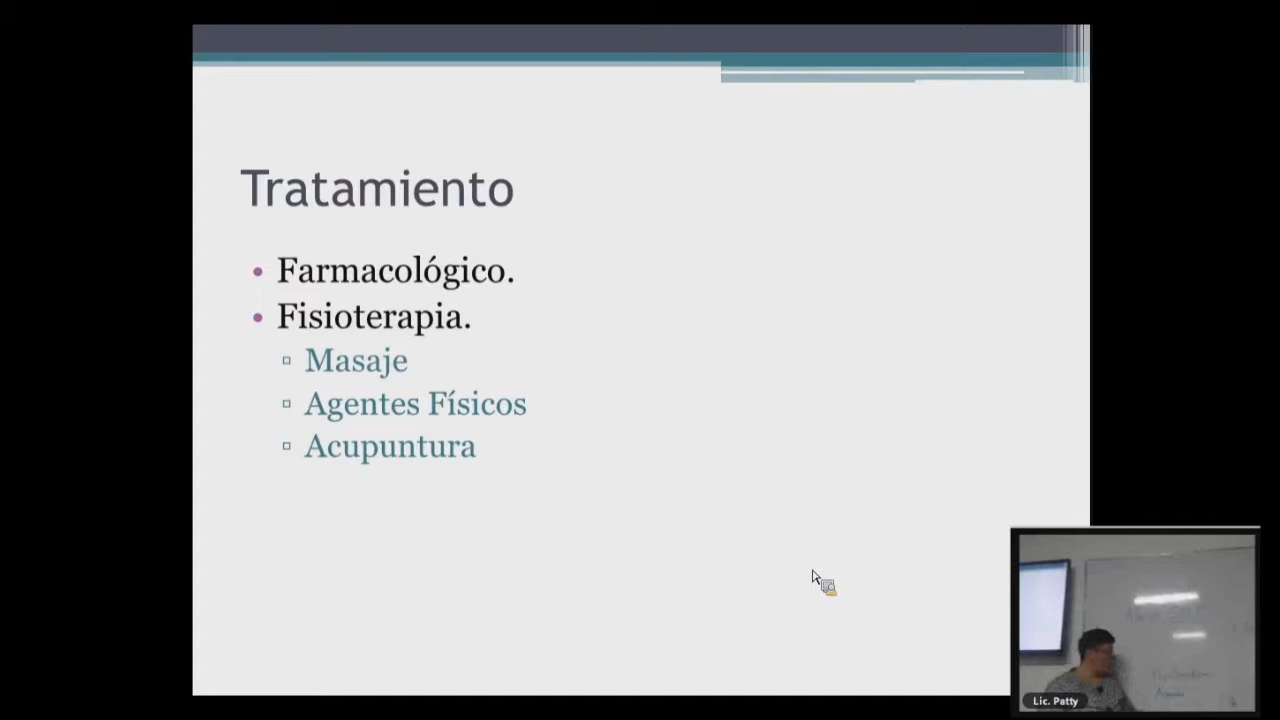 Tratamiento
• Farmacológico.
• Fisioterapia.
▫ Masaje
▫ Agentes Físicos
▫ Acupuntura
Lic. Patty